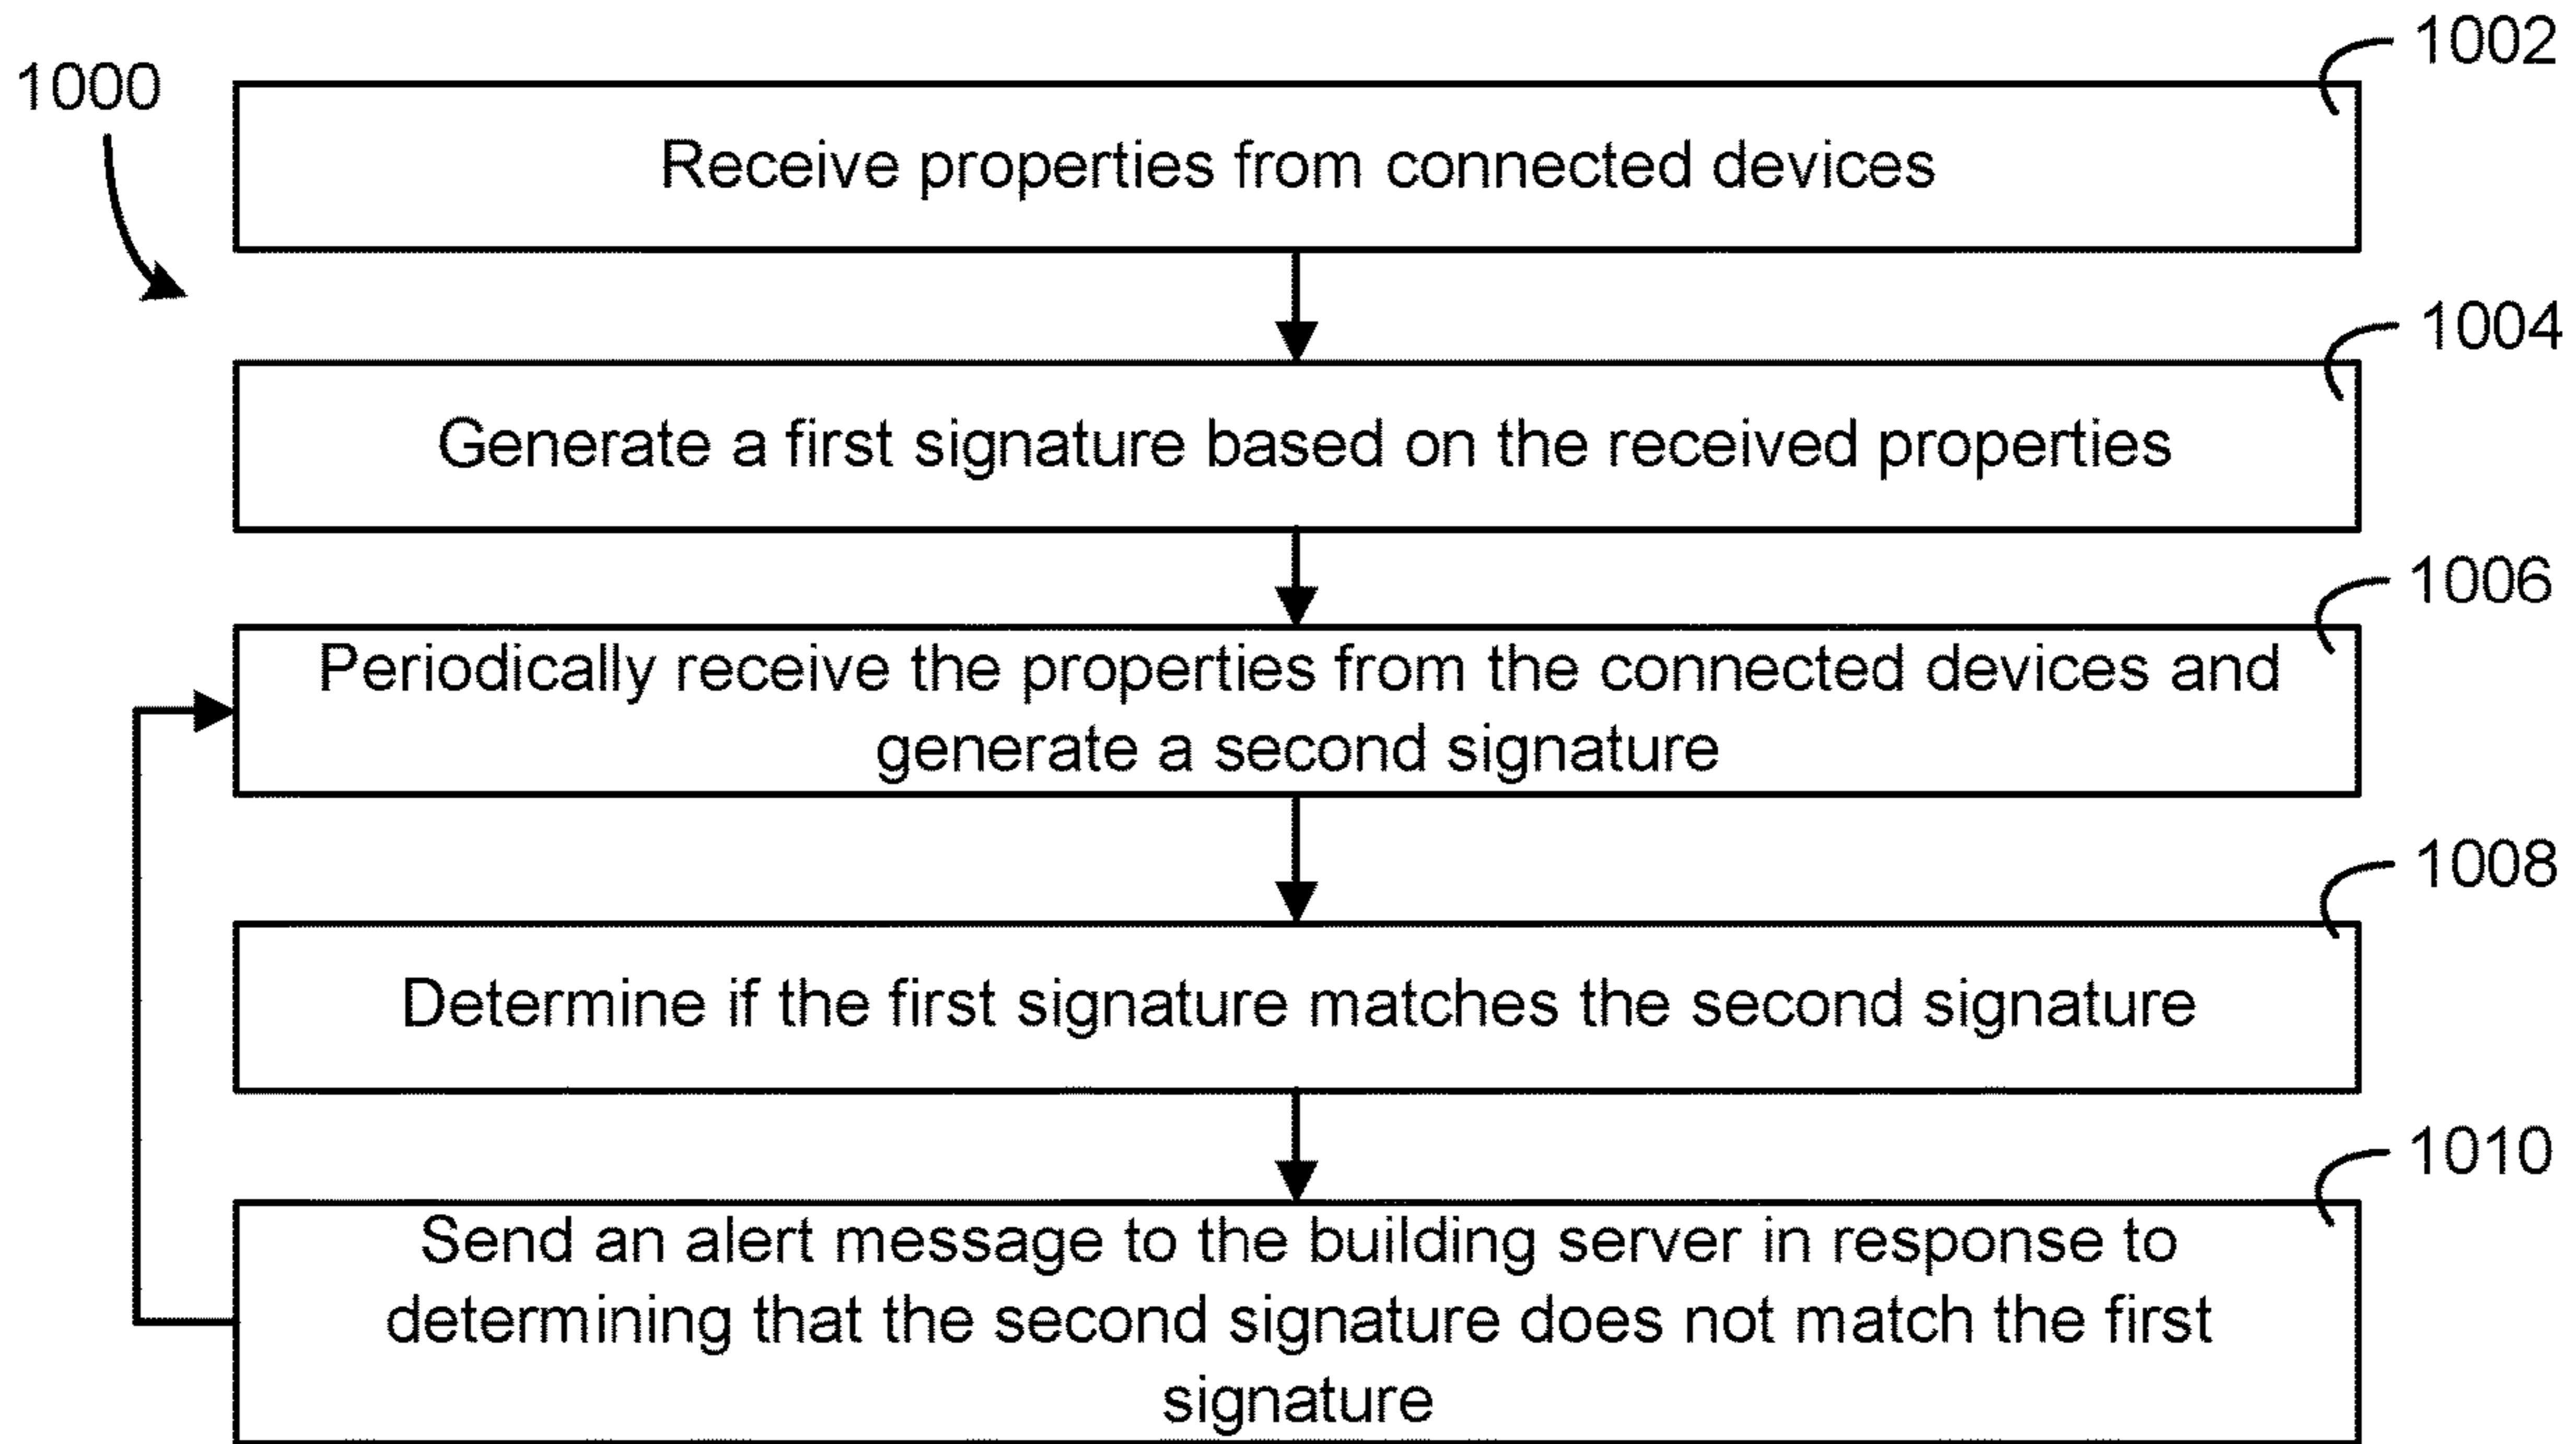 1002
1000
Receive properties from connected devices
1004
Generate a first signature based on the received properties
1006
Periodically receive the properties from the connected devices and
generate a second signature
1008
Determine if the first signature matches the second signature
1010
Send an alert message to the building server in response to
determining that the second signature does not match the first
signature